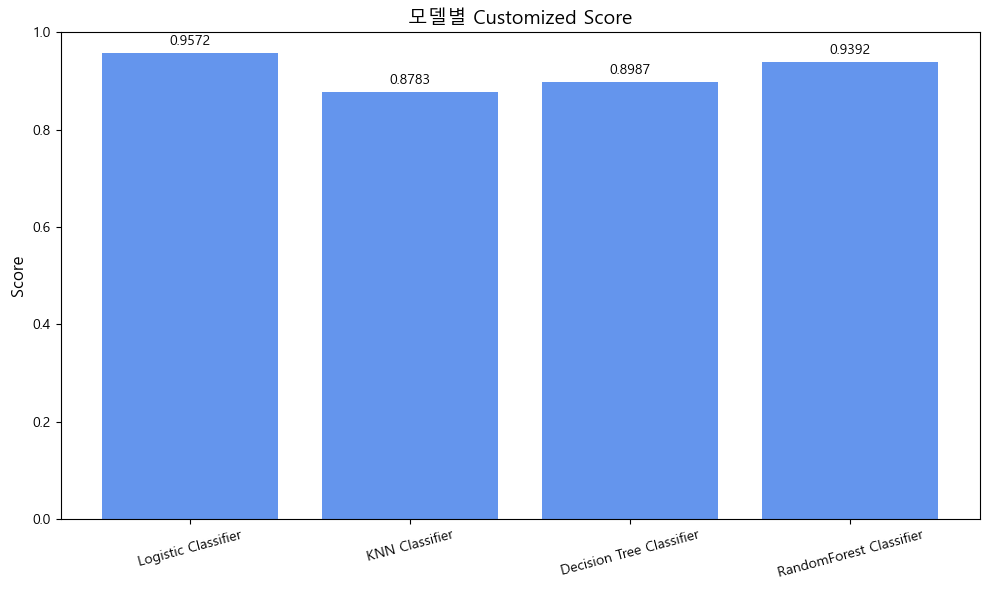 모델별 Customized Score
1.0
0.8
0.6
0.4
0.2
0.0
Score
0.9572
0.8783
0.8987
0.9392
Logistic Classifier
KNN Classifier
Decision Tree Classifier
RandomForest Classifier